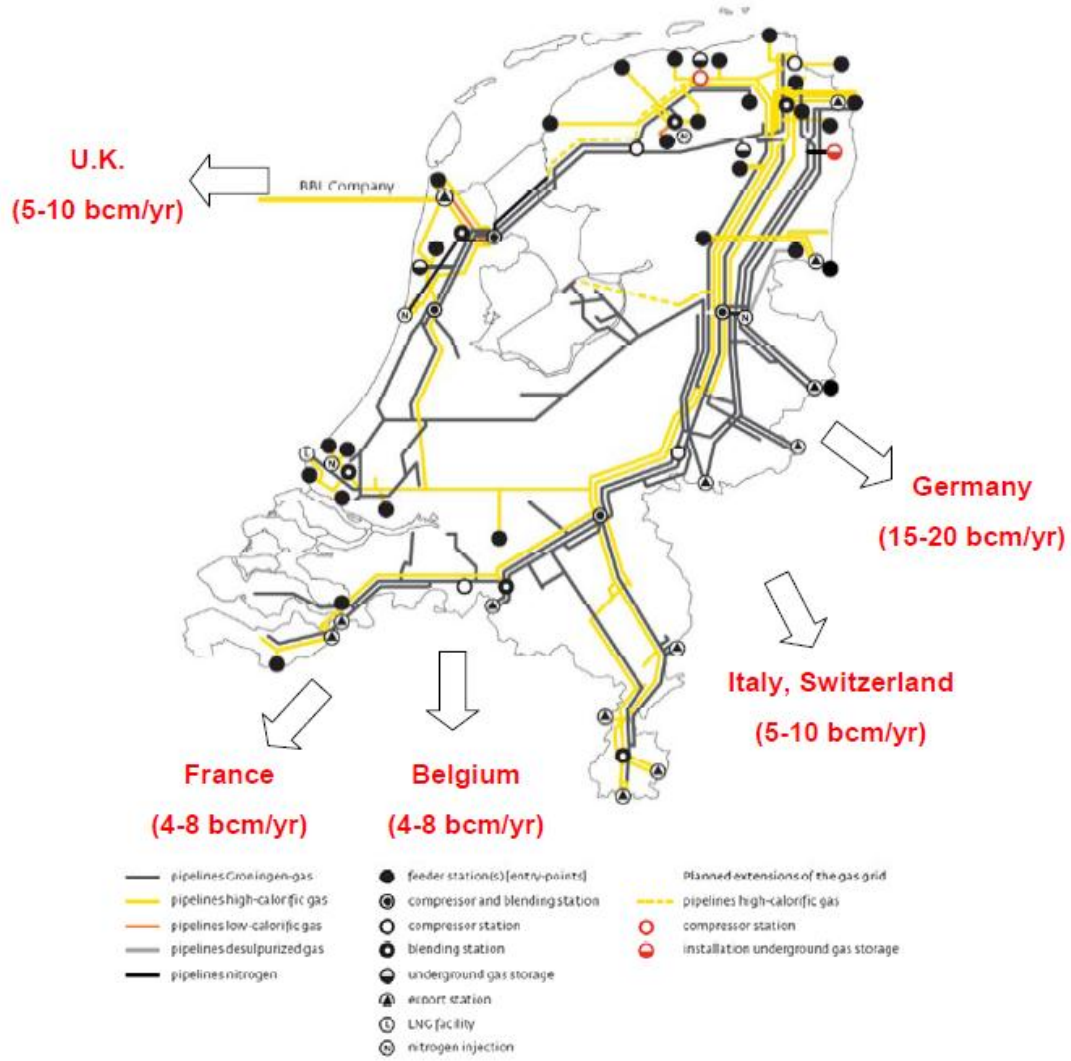 U.K.
(5-10 bcm/yr)
BBL Company
Germany
(15-20 bcm/yr)
Italy, Switzerland
(5-10 bcm/yr)
France
(4-8 bcm/yr)
Belgium
(4-8 bcm/yr)
pipelines Groningen-gas
pipelines high-calorific gas
pipelines low-calorific gas
pipelines desulpurized gas
pipelines nitrogen
feeder station(s) [entry-points]
compressor and blending station
compressor station
blending station
underground gas storage
export station
L LNG facility
N nitrogen injection
Planned extensions of the gas grid
pipelines high-calorific gas
compressor station
installation underground gas storage
N
N
L
N